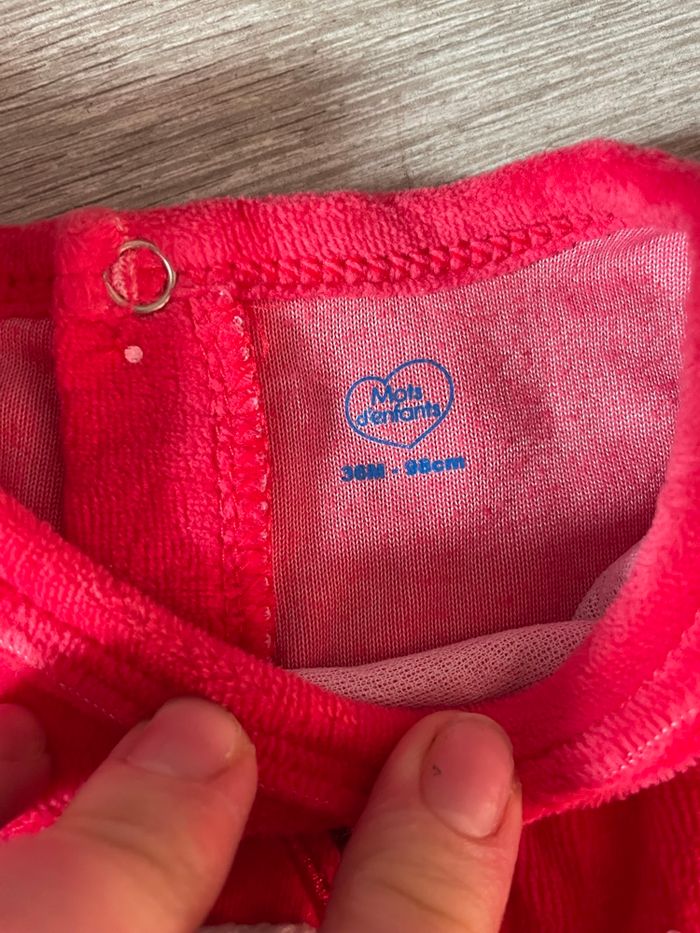 Mots
d'enfants
36M - 98cm